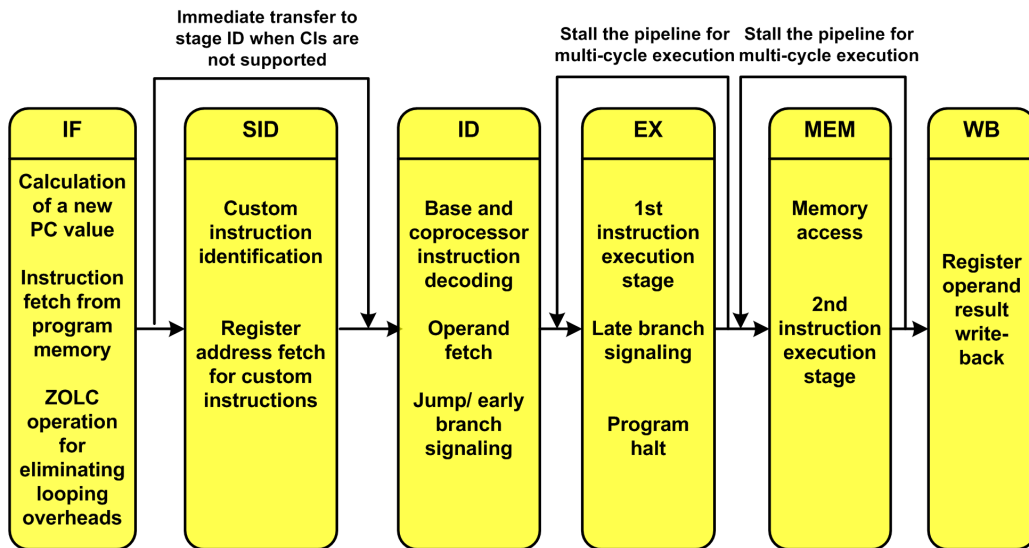 Immediate transfer to
stage ID when CIs are
not supported
Stall the pipeline for
multi-cycle execution
Stall the pipeline for
multi-cycle execution
IF
Calculation
of a new
PC value
Instruction
fetch from
program
memory
ZOLC
operation
for
eliminating
looping
overheads
SID
Custom
instruction
identification
Register
address fetch
for custom
instructions
ID
Base and
coprocessor
instruction
decoding
Operand
fetch
Jump/ early
branch
signaling
EX
1st
instruction
execution
stage
Late branch
signaling
Program
halt
MEM
Memory
access
2nd
instruction
execution
stage
WB
Register
operand
result
write-
back